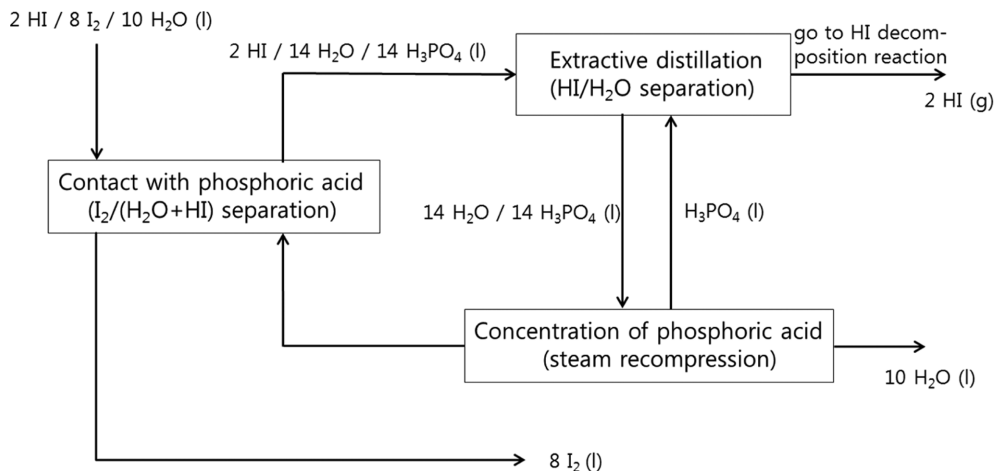 2 HI / 8 I₂ / 10 H₂O (l)
2 HI / 14 H₂O / 14 H₃PO₄ (l)
Extractive distillation
(HI/H₂O separation)
go to HI decom-
position reaction
2 HI (g)
Contact with phosphoric acid
(I₂/(H₂O+HI) separation)
14 H₂O / 14 H₃PO₄ (l)
H₃PO₄ (l)
Concentration of phosphoric acid
(steam recompression)
10 H₂O (l)
8 I₂ (l)